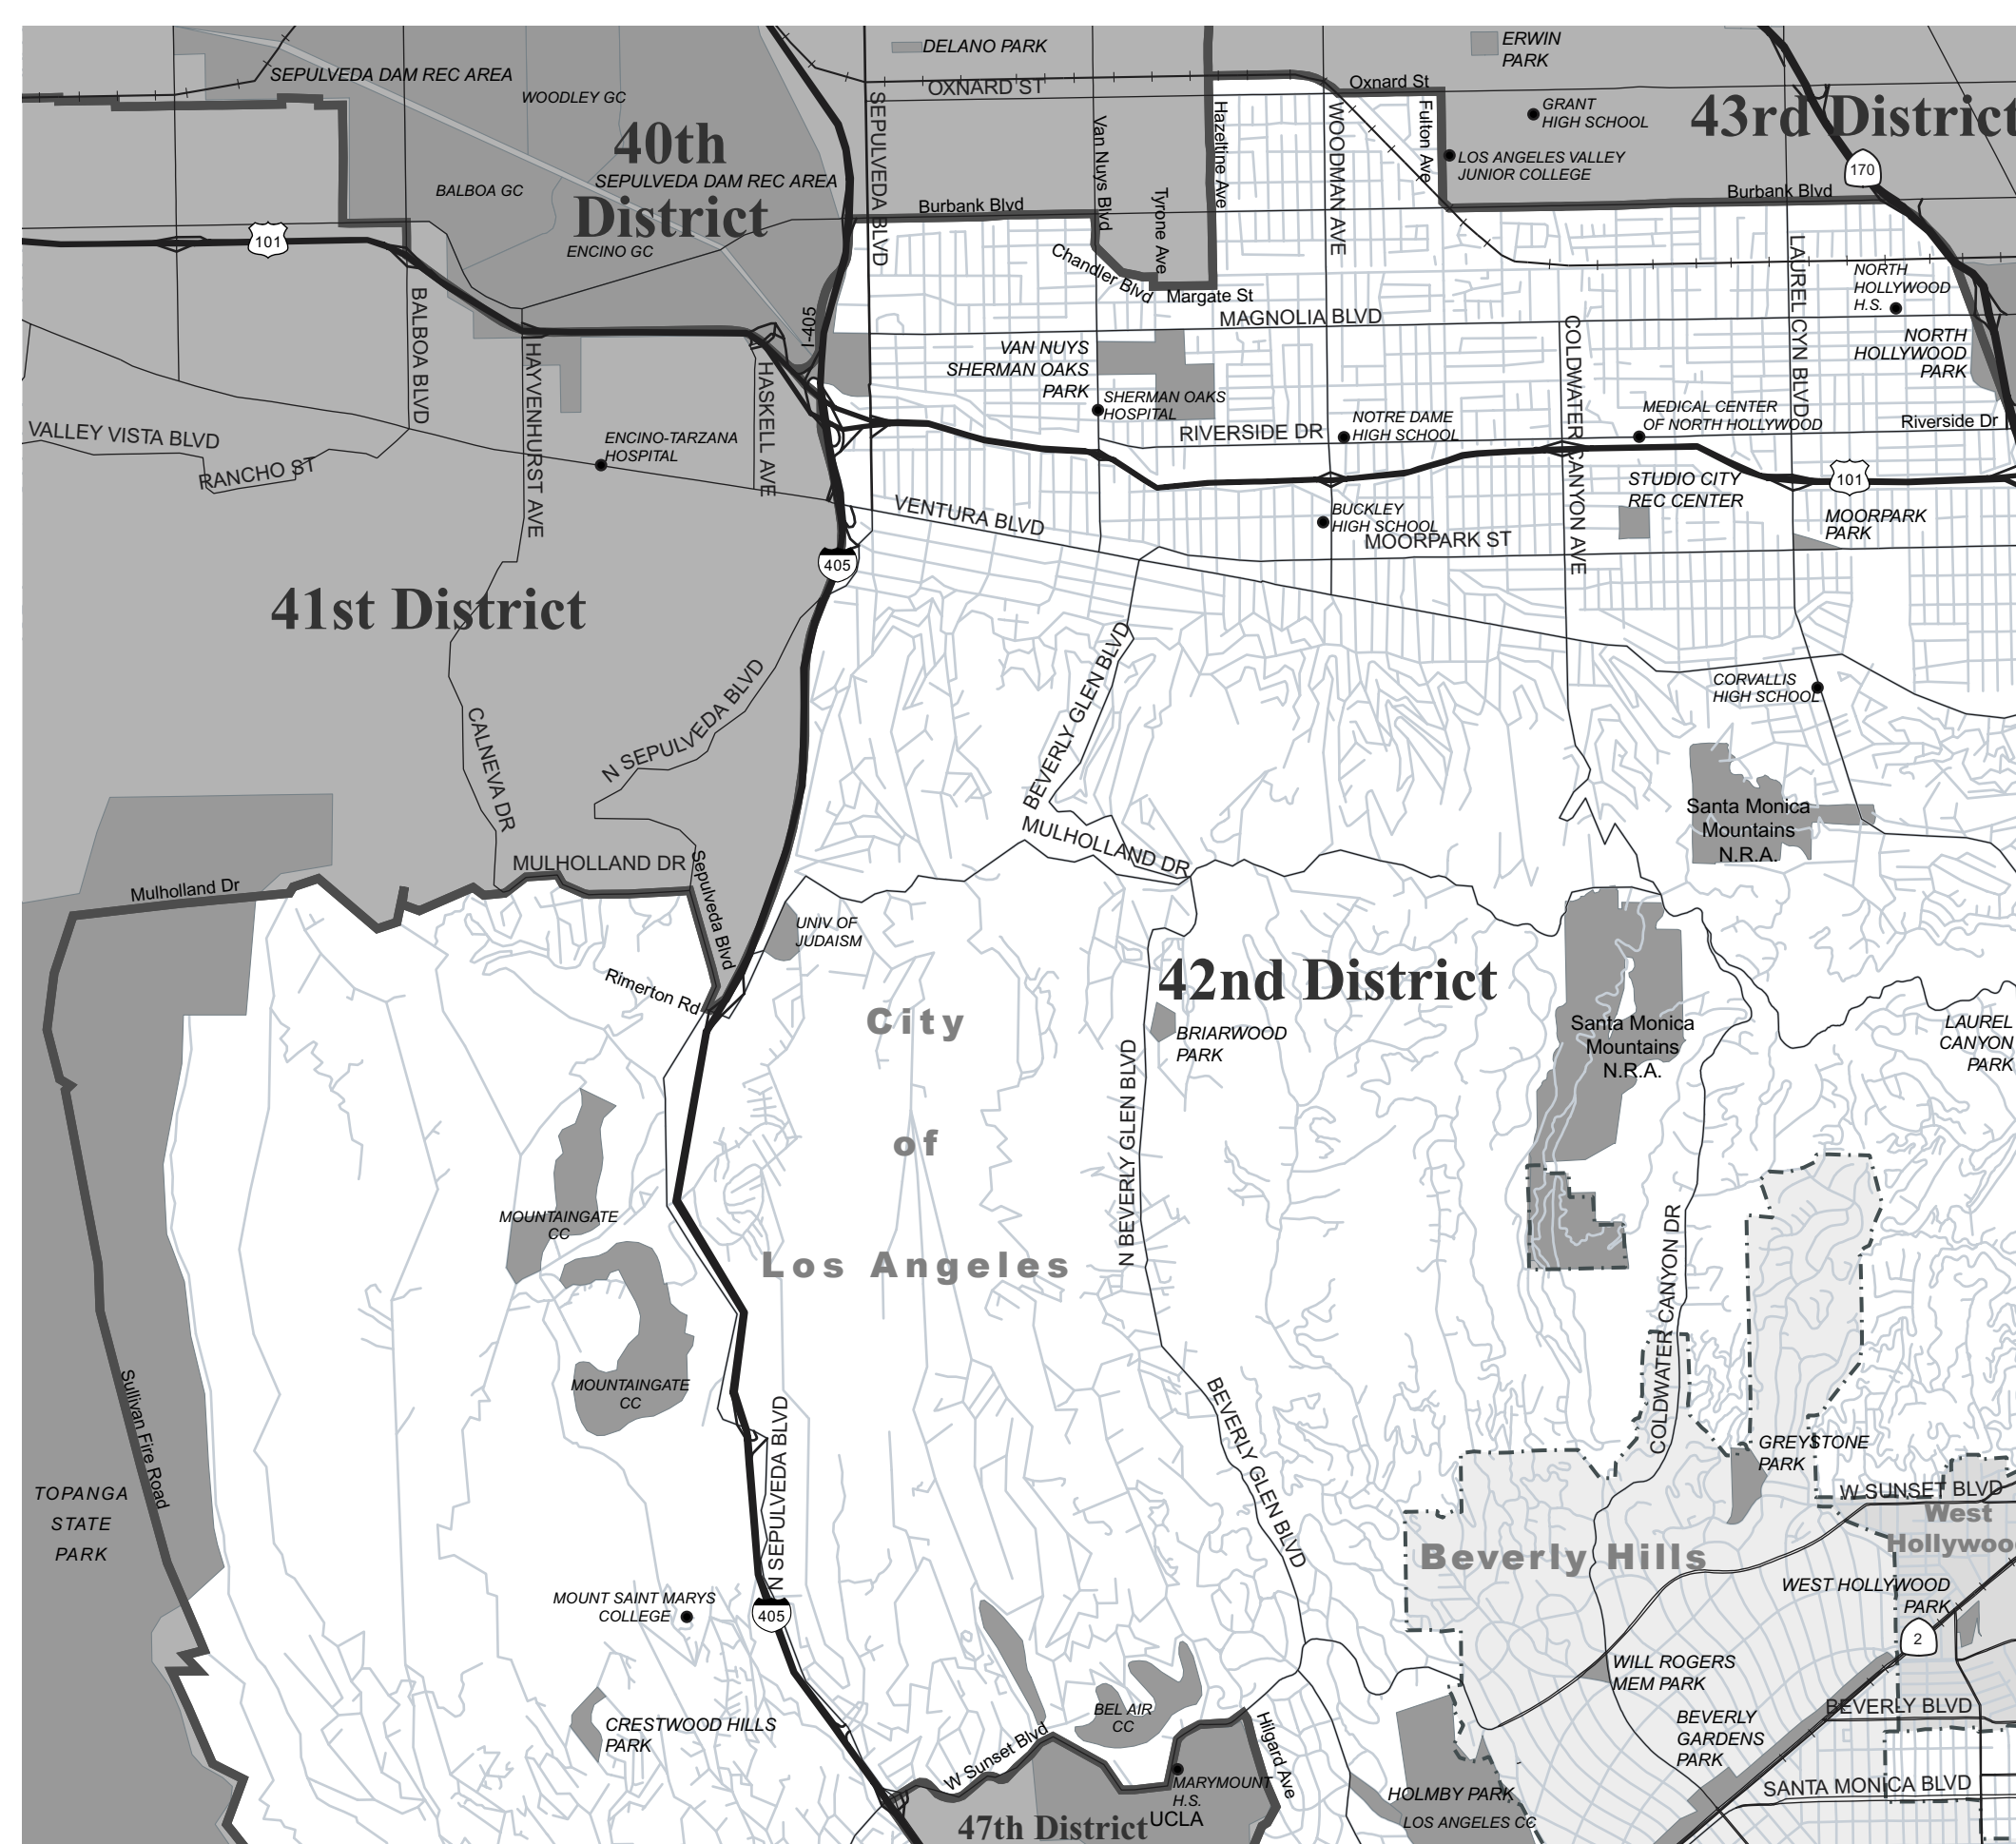 DELANO PARK
ERWIN
PARK
SEPULVEDA DAM REC AREA
WOODLEY GC
OXNARD ST
Oxnard St
GRANT
HIGH SCHOOL
43rd District
40th
District
SEPULVEDA DAM REC AREA
BALBOA GC
ENCINO GC
SEPULVEDA BLVD
Van Nuys Blvd
Tyrone Ave
Hazeltine Ave
WOODMAN AVE
Fulton Ave
LOS ANGELES VALLEY
JUNIOR COLLEGE
170
Burbank Blvd
Burbank Blvd
101
Chandler Blvd
Margate St
MAGNOLIA BLVD
LAUREL CYN BLVD
NORTH
HOLLYWOOD
H.S.
NORTH
HOLLYWOOD
PARK
I-405
BALBOA BLVD
HAYVENHURST AVE
HASKELL AVE
VAN NUYS
SHERMAN OAKS
PARK
SHERMAN OAKS
HOSPITAL
COLDWATER CANYON AVE
NOTRE DAME
HIGH SCHOOL
MEDICAL CENTER
OF NORTH HOLLYWOOD
Riverside Dr
RIVERSIDE DR
VALLEY VISTA BLVD
RANCHO ST
ENCINO-TARZANA
HOSPITAL
STUDIO CITY
REC CENTER
101
VENTURA BLVD
BUCKLEY
HIGH SCHOOL
MOORPARK ST
MOORPARK
PARK
405
41st District
BEVERLY GLEN BLVD
N SEPULVEDA BLVD
CALNEVA DR
CORVALLIS
HIGH SCHOOL
Santa Monica
Mountains
N.R.A.
MULHOLLAND DR
MULHOLLAND DR
Mulholland Dr
Sepulveda Blvd
UNIV OF
JUDAISM
Rimerton Rd
42nd District
City
of
Los Angeles
BRIARWOOD
PARK
Santa Monica
Mountains
N.R.A.
LAUREL
CANYON
PARK
N BEVERLY GLEN BLVD
MOUNTAINGATE
CC
MOUNTAINGATE
CC
COLDWATER CANYON DR
Sullivan Fire Road
TOPANGA
STATE
PARK
N SEPULVEDA BLVD
BEVERLY GLEN BLVD
GREYSTONE
PARK
W SUNSET BLVD
West
Hollywoo
Beverly Hills
WEST HOLLYWOOD
PARK
MOUNT SAINT MARYS
COLLEGE
405
2
WILL ROGERS
MEM PARK
BEVERLY BLVD
BEVERLY
GARDENS
PARK
CRESTWOOD HILLS
PARK
BEL AIR
CC
W Sunset Blvd
Hilgard Ave
MARYMOUNT
H.S.
UCLA
47th District
HOLMBY PARK
LOS ANGELES CC
SANTA MONICA BLVD